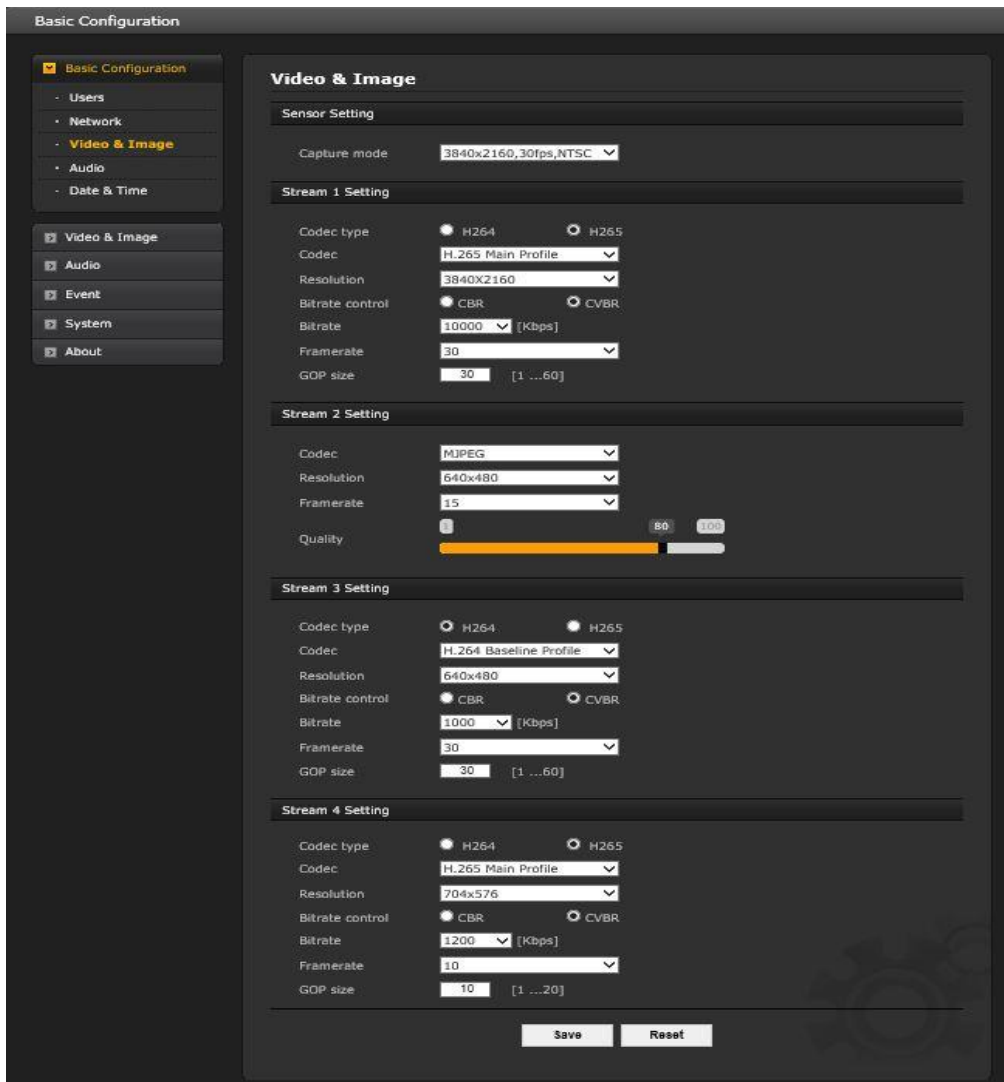 Basic Configuration
Basic Configuration
- Users
- Network
- Video & Image
- Audio
- Date & Time
Video & Image
Audio
Event
System
About
Video & Image
Sensor Setting
Capture mode 3840x2160,30fps,NTSC
Stream 1 Setting
Codec type H264 H265
Codec H.265 Main Profile
Resolution 3840X2160
Bitrate control CBR CVBR
Bitrate 10000 [Kbps]
Framerate 30
GOP size 30 [1 ...60]
Stream 2 Setting
Codec MJPEG
Resolution 640x480
Framerate 15
1 80 100
Quality
Stream 3 Setting
Codec type H264 H265
Codec H.264 Baseline Profile
Resolution 640x480
Bitrate control CBR CVBR
Bitrate 1000 [Kbps]
Framerate 30
GOP size 30 [1 ...60]
Stream 4 Setting
Codec type H264 H265
Codec H.265 Main Profile
Resolution 704x576
Bitrate control CBR CVBR
Bitrate 1200 [Kbps]
Framerate 10
GOP size 10 [1 ...20]
Save Reset